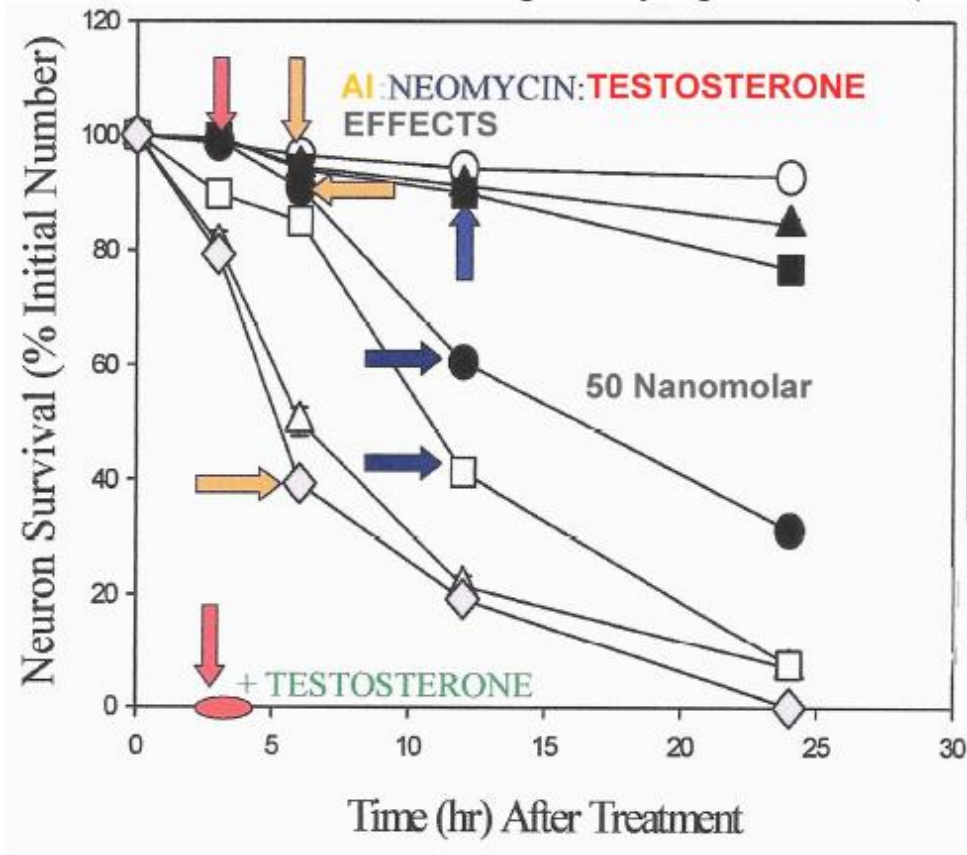 120
AI:NEOMYCIN:TESTOSTERONE
EFFECTS
100
80
60
50 Nanomolar
40
20
+ TESTOSTERONE
0
0 5 10 15 20 25 30
Neuron Survival (% Initial Number)
Time (hr) After Treatment